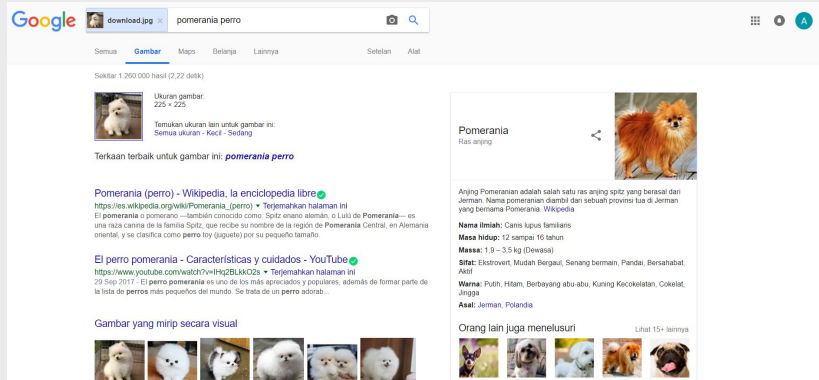 Google
download.jpg ×
pomerania perro
A
Semua Gambar Maps Belanja Lainnya Setelan Alat
Sekitar 1.260.000 hasil (2,22 detik)
Ukuran gambar:
225 × 225
Temukan ukuran lain untuk gambar ini:
Semua ukuran - Kecil - Sedang
Terkaan terbaik untuk gambar ini: pomerania perro
Pomerania (perro) - Wikipedia, la enciclopedia libre
https://es.wikipedia.org/wiki/Pomerania_(perro) ▼ Terjemahkan halaman ini
El pomerania o pomerano —también conocido como: Spitz enano alemán, o Lulú de Pomerania— es
una raza canina de la familia Spitz, que recibe su nombre de la región de Pomerania Central, en Alemania
oriental, y se clasifica como perro toy (juguete) por su pequeño tamaño.
El perro pomerania - Características y cuidados - YouTube
https://www.youtube.com/watch?v=IHq2BLkkO2s ▼ Terjemahkan halaman ini
29 Sep 2017 - El perro pomerania es uno de los más apreciados y populares, además de formar parte de
la lista de perros más pequeños del mundo. Se trata de un perro adorab...
Gambar yang mirip secara visual
Pomerania
Ras anjing
Anjing Pomeranian adalah salah satu ras anjing spitz yang berasal dari
Jerman. Nama pomeranian diambil dari sebuah provinsi tua di Jerman
yang bernama Pomerania. Wikipedia
Nama ilmiah: Canis lupus familians
Masa hidup: 12 sampai 16 tahun
Massa: 1,9 – 3,5 kg (Dewasa)
Sifat: Ekstrovert, Mudah Bergaul, Senang bermain, Pandai, Bersahabat,
Aktif
Warna: Putih, Hitam, Berbayang abu-abu, Kuning Kecokelatan, Cokelat,
Jingga
Asal: Jerman, Polandia
Orang lain juga menelusuri
Lihat 15+ lainnya